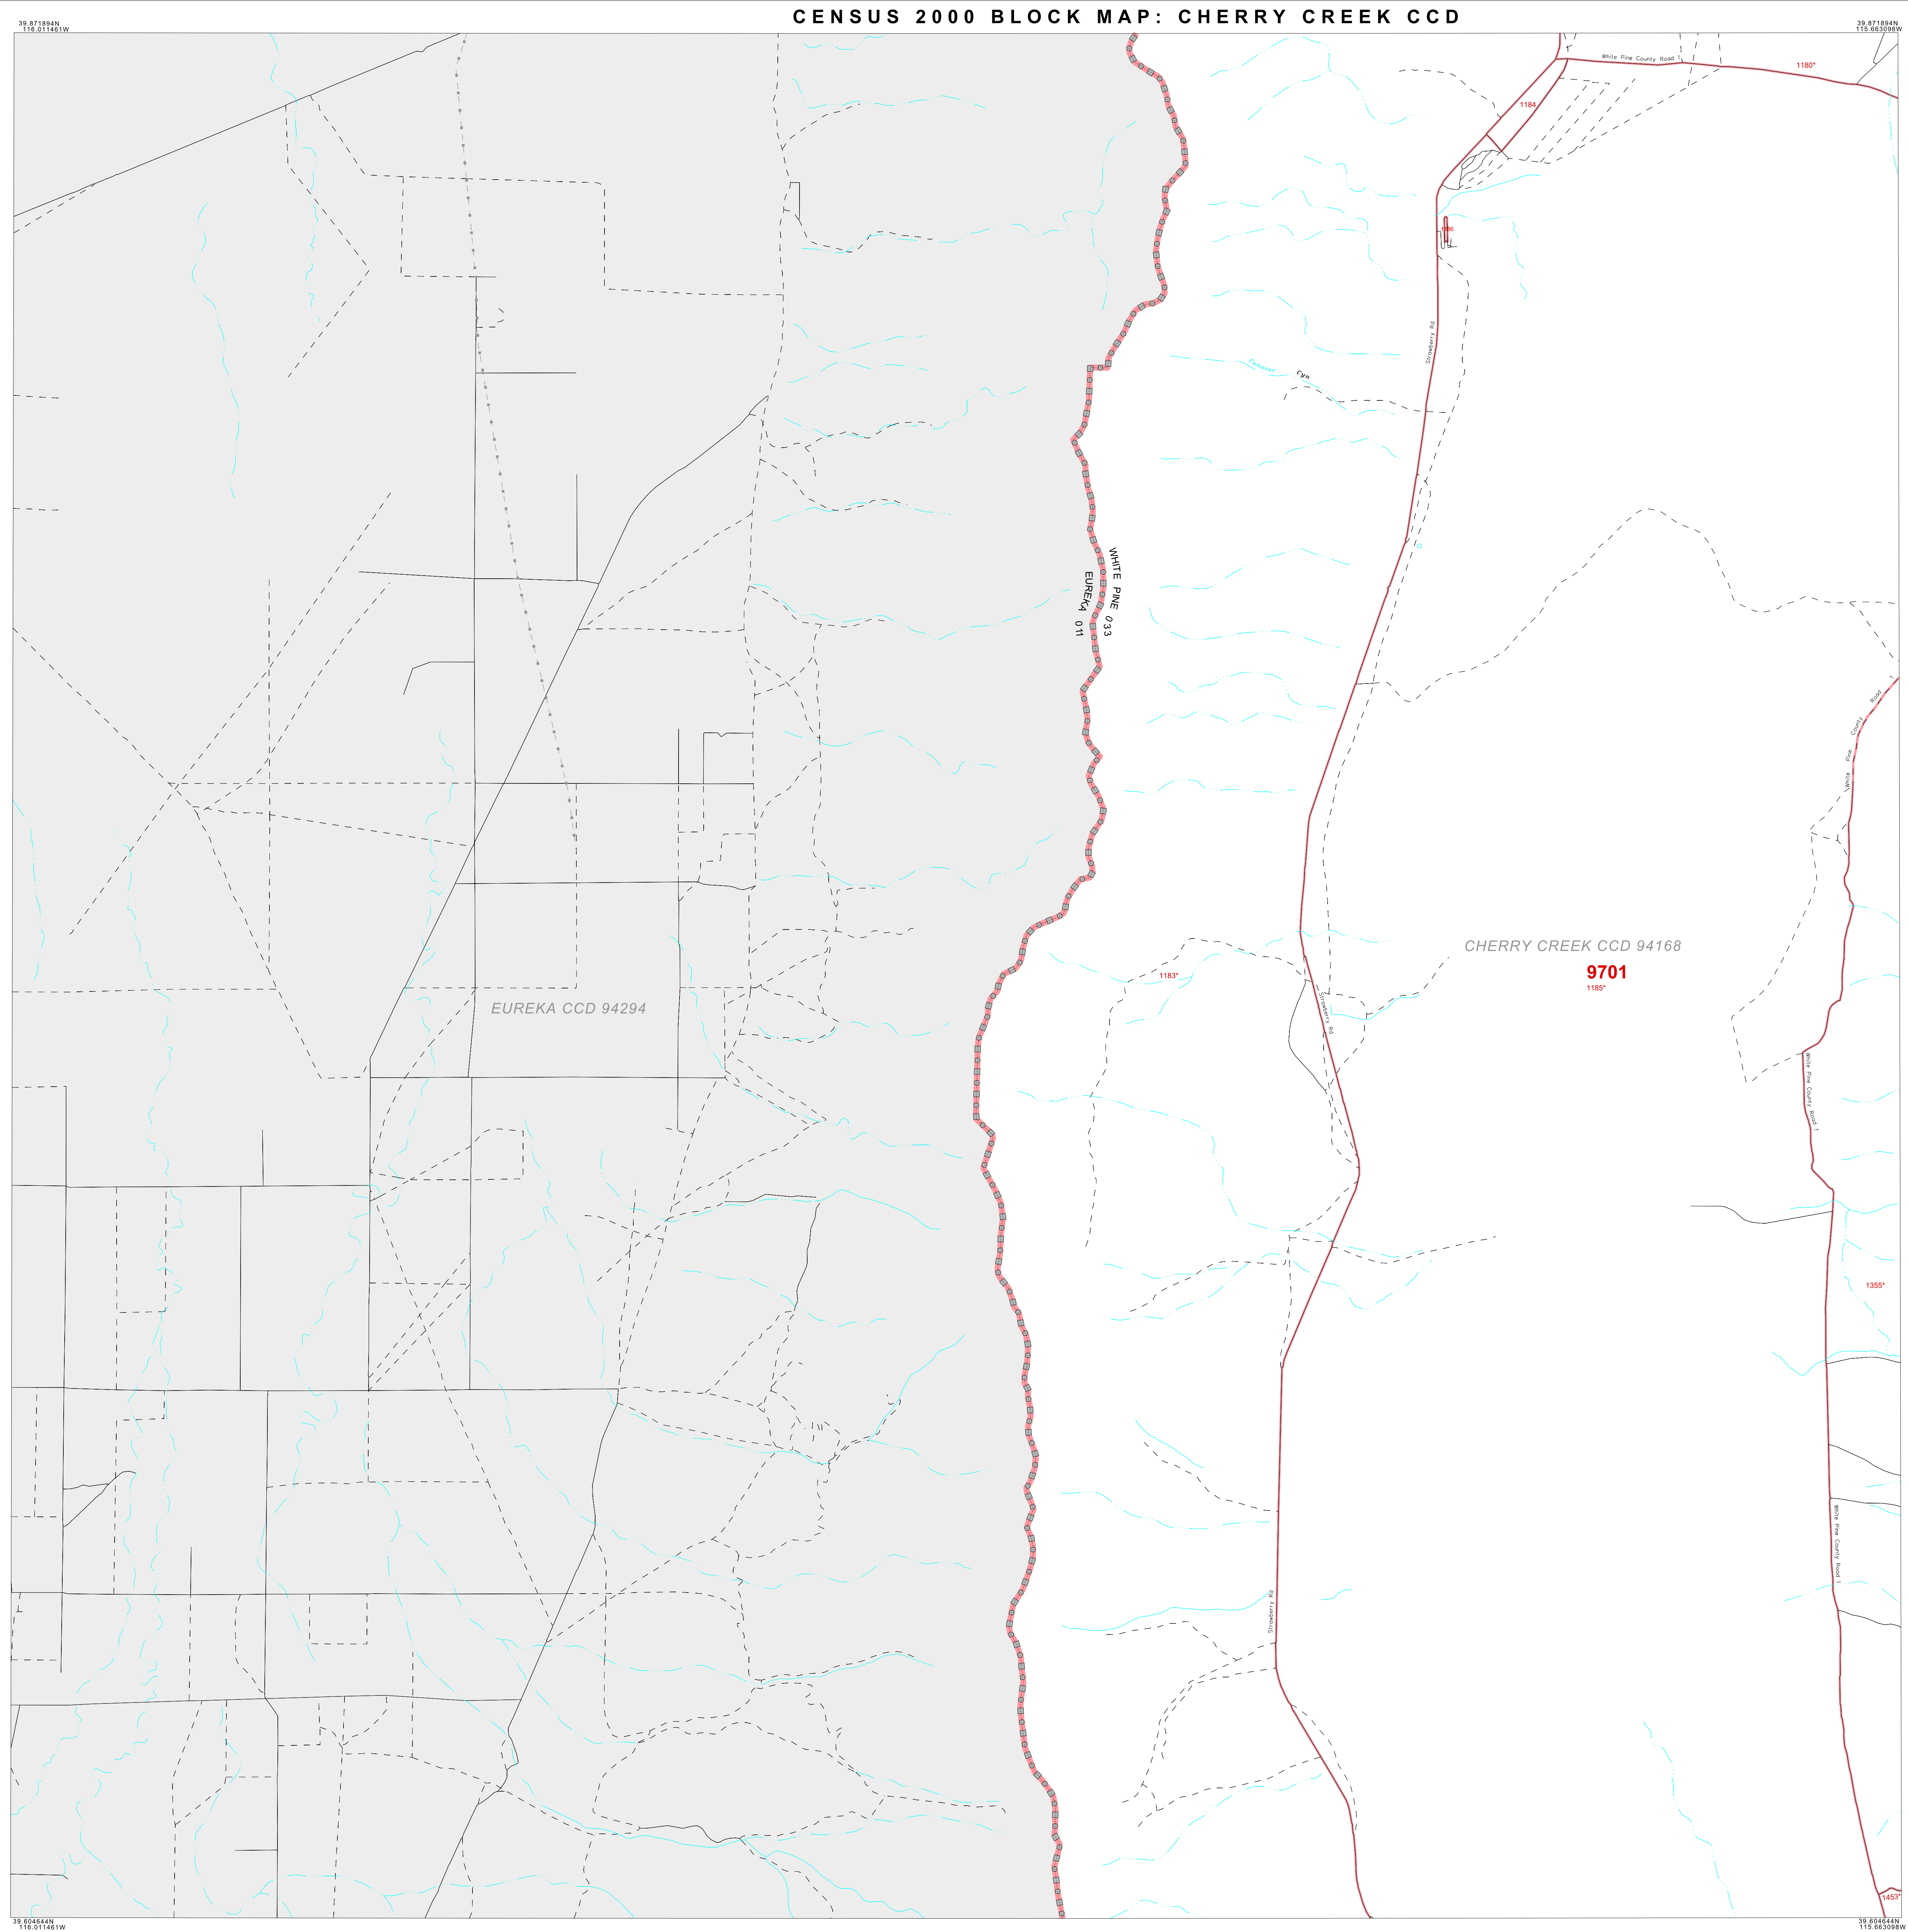 CENSUS 2000 BLOCK MAP: CHERRY CREEK CCD
39.871894N
116.011461W
39.871894N
115.663098W
White Pine County Road 1
1180*
1184
1186
Strawberry Rd
Cyn
WHITE PINE 033
EUREKA 011
White Pine County Road
CHERRY CREEK CCD 94168
9701
1185*
1183*
EUREKA CCD 94294
Strawberry Rd
White Pine County Road 1
1355*
White Pine County Road 1
Strawberry Rd
1453*
39.604644N
116.011461W
39.604644N
115.663098W